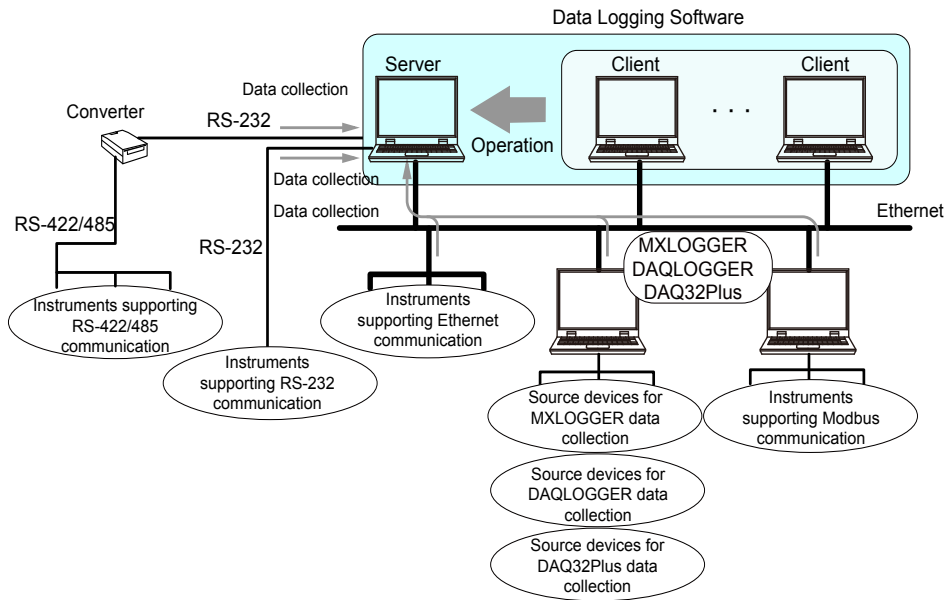 Data Logging Software
Server
Client
Client
. . .
Data collection
Converter
RS-232
Operation
Data collection
Data collection
Ethernet
RS-422/485
RS-232
MXLOGGER
DAQLOGGER
DAQ32Plus
Instruments supporting
RS-422/485
communication
Instruments
supporting Ethernet
communication
Instruments
supporting RS-232
communication
Source devices for
MXLOGGER data
collection
Instruments
supporting Modbus
communication
Source devices for
DAQLOGGER data
collection
Source devices for
DAQ32Plus data
collection